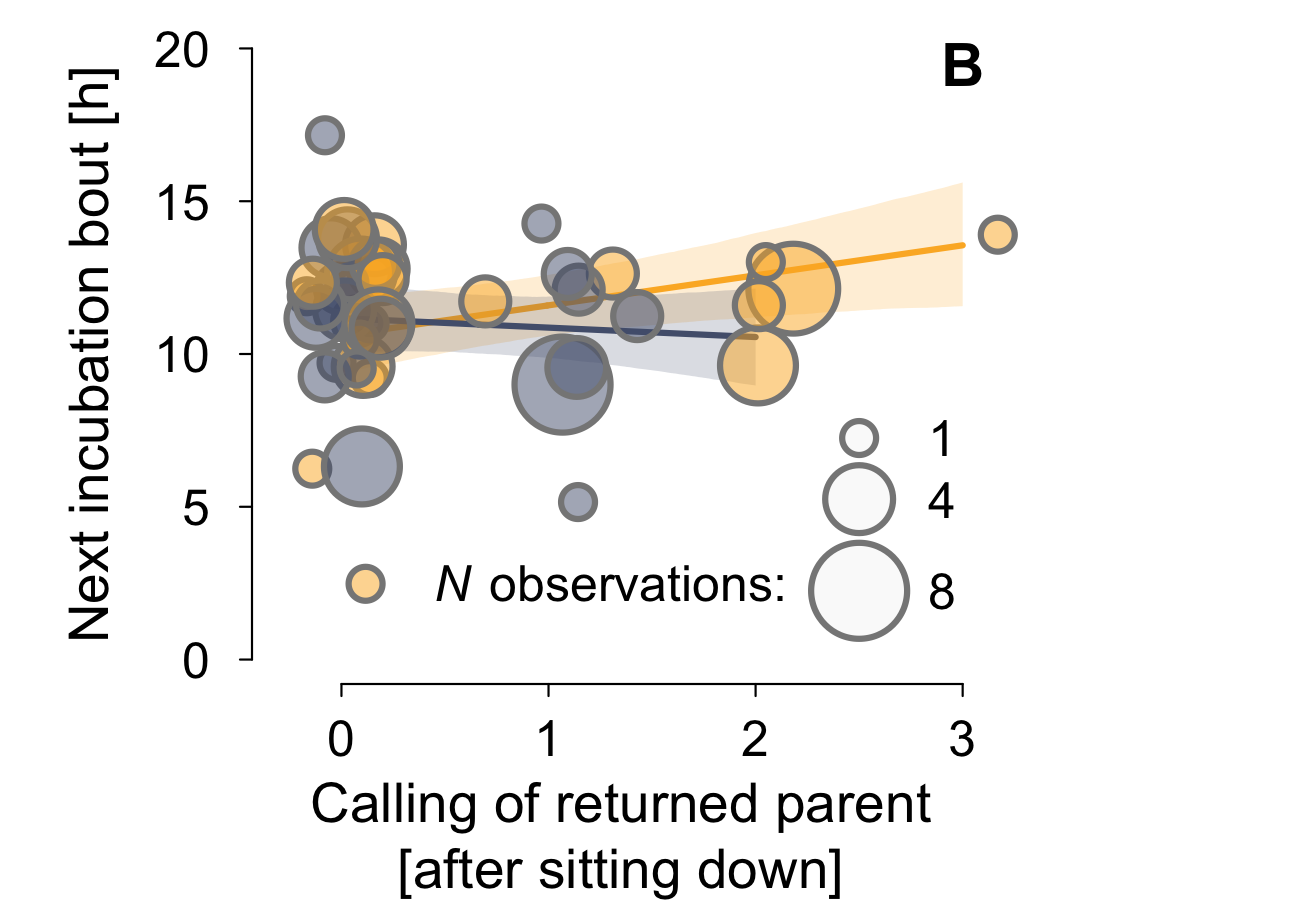 B
Next incubation bout [h]
20
15
10
5
0
1
4
N observations:
8
0 1 2 3
Calling of returned parent
[after sitting down]